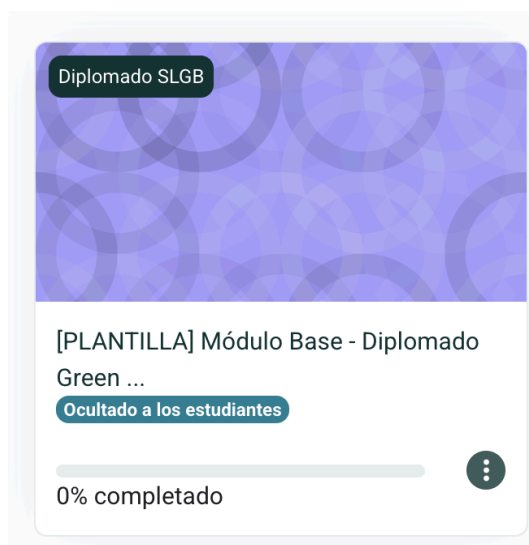 Diplomado SLGB
[PLANTILLA] Módulo Base - Diplomado
Green ...
Ocultado a los estudiantes
0% completado